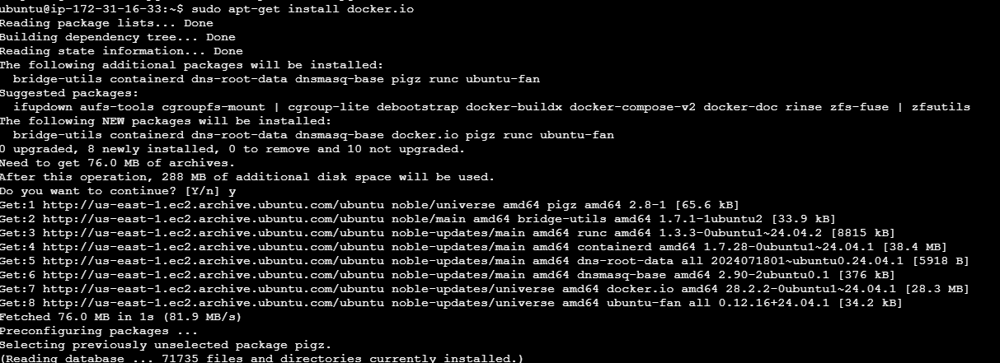 ubuntu@ip-172-31-16-33:~$ sudo apt-get install docker.io
Reading package lists... Done
Building dependency tree... Done
Reading state information... Done
The following additional packages will be installed:
  bridge-utils containerd dns-root-data dnsmasq-base pigz runc ubuntu-fan
Suggested packages:
  ifupdown aufs-tools cgroupfs-mount | cgroup-lite debootstrap docker-buildx docker-compose-v2 docker-doc rinse zfs-fuse | zfsutils
The following NEW packages will be installed:
  bridge-utils containerd dns-root-data dnsmasq-base docker.io pigz runc ubuntu-fan
0 upgraded, 8 newly installed, 0 to remove and 10 not upgraded.
Need to get 76.0 MB of archives.
After this operation, 288 MB of additional disk space will be used.
Do you want to continue? [Y/n] y
Get:1 http://us-east-1.ec2.archive.ubuntu.com/ubuntu noble/universe amd64 pigz amd64 2.8-1 [65.6 kB]
Get:2 http://us-east-1.ec2.archive.ubuntu.com/ubuntu noble/main amd64 bridge-utils amd64 1.7.1-1ubuntu2 [33.9 kB]
Get:3 http://us-east-1.ec2.archive.ubuntu.com/ubuntu noble-updates/main amd64 runc amd64 1.3.3-0ubuntu1~24.04.2 [8815 kB]
Get:4 http://us-east-1.ec2.archive.ubuntu.com/ubuntu noble-updates/main amd64 containerd amd64 1.7.28-0ubuntu1~24.04.1 [38.4 MB]
Get:5 http://us-east-1.ec2.archive.ubuntu.com/ubuntu noble-updates/main amd64 dns-root-data all 2024071801~ubuntu0.24.04.1 [5918 B]
Get:6 http://us-east-1.ec2.archive.ubuntu.com/ubuntu noble-updates/main amd64 dnsmasq-base amd64 2.90-2ubuntu0.1 [376 kB]
Get:7 http://us-east-1.ec2.archive.ubuntu.com/ubuntu noble-updates/universe amd64 docker.io amd64 28.2.2-0ubuntu1~24.04.1 [28.3 MB]
Get:8 http://us-east-1.ec2.archive.ubuntu.com/ubuntu noble-updates/universe amd64 ubuntu-fan all 0.12.16+24.04.1 [34.2 kB]
Fetched 76.0 MB in 1s (81.9 MB/s)
Preconfiguring packages ...
Selecting previously unselected package pigz.
(Reading database ... 71735 files and directories currently installed.)